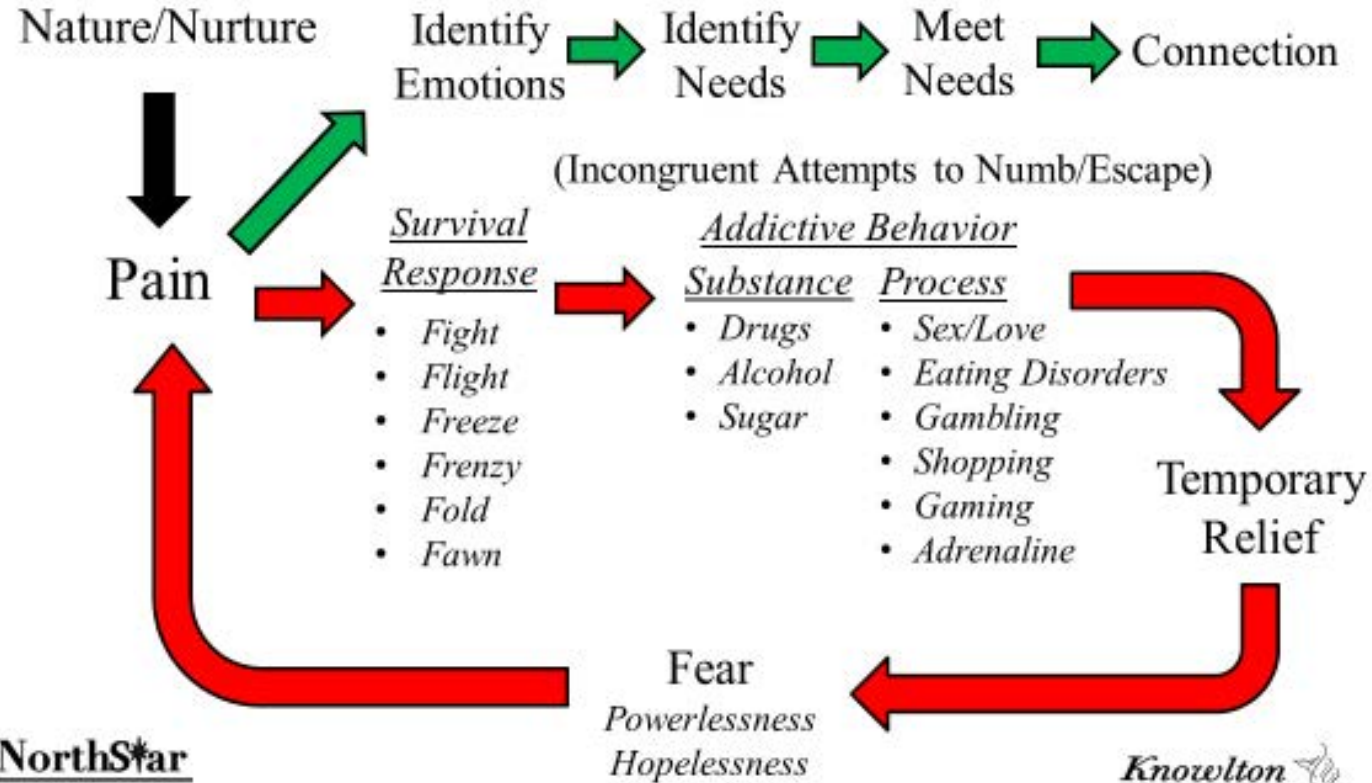 Nature/Nurture
Identify
Emotions
Identify
Needs
Meet
Needs
Connection
(Incongruent Attempts to Numb/Escape)
Pain
Survival
Response
• Fight
• Flight
• Freeze
• Frenzy
• Fold
• Fawn
Addictive Behavior
Substance
• Drugs
• Alcohol
• Sugar
Process
• Sex/Love
• Eating Disorders
• Gambling
• Shopping
• Gaming
• Adrenaline
Temporary
Relief
Fear
Powerlessness
Hopelessness
NorthStar
Knowlton